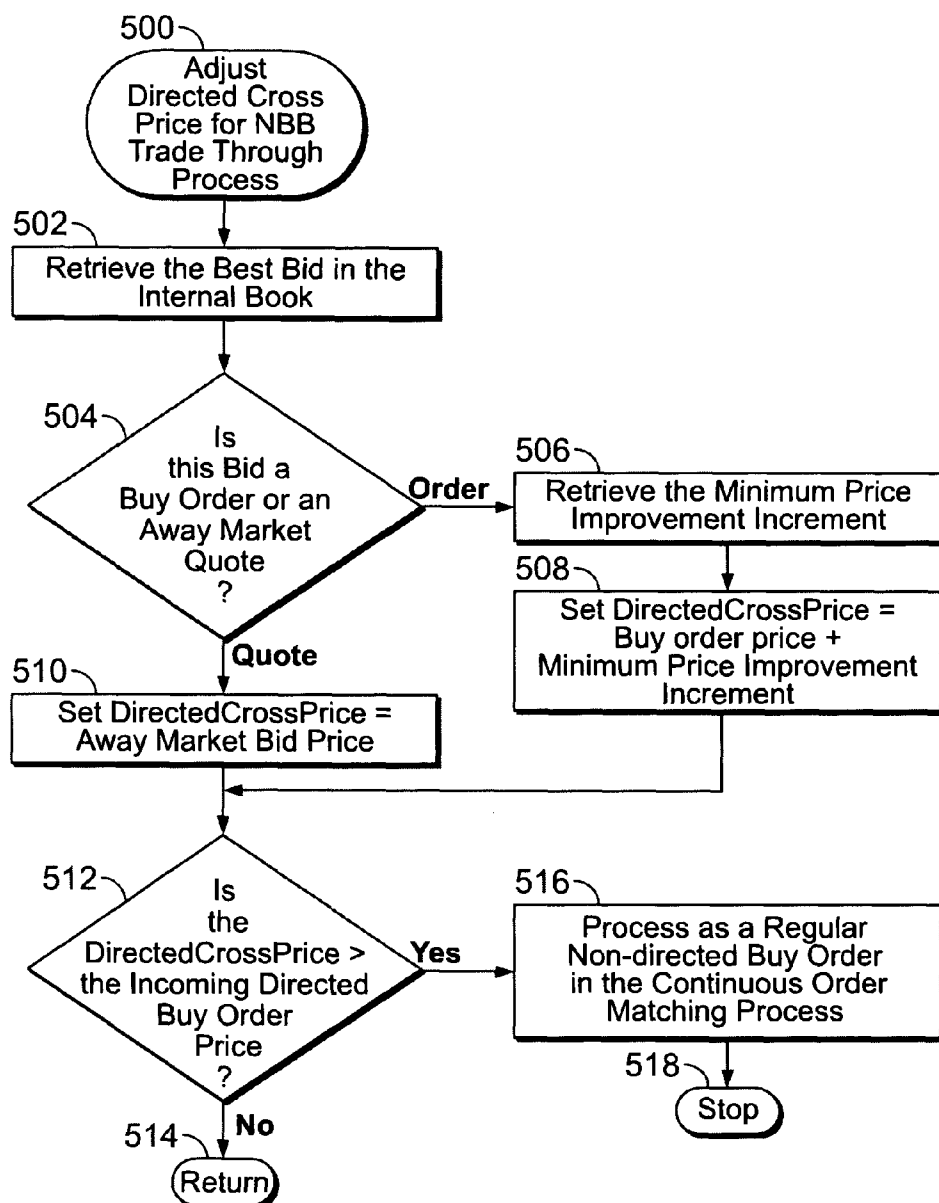 500
Adjust
Directed Cross
Price for NBB
Trade Through
Process
502
Retrieve the Best Bid in the
Internal Book
504
Is
this Bid a
Buy Order or an
Away Market
Quote
?
Order
506
Retrieve the Minimum Price
Improvement Increment
508
Set DirectedCrossPrice =
Buy order price +
Minimum Price Improvement
Increment
Quote
510
Set DirectedCrossPrice =
Away Market Bid Price
512
Is
the
DirectedCrossPrice >
the Incoming Directed
Buy Order
Price
?
Yes
516
Process as a Regular
Non-directed Buy Order
in the Continuous Order
Matching Process
518
Stop
No
514
Return